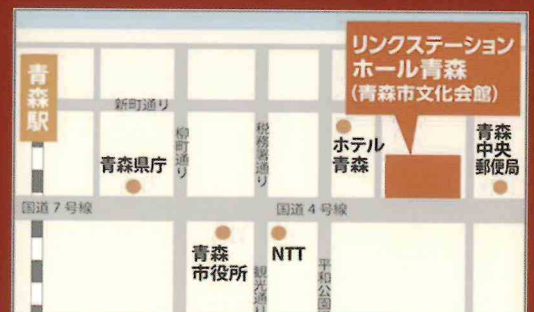 リンクステーション
ホール青森
(青森市文化会館)
青森駅
新町通り
柳町通り
税務署通り
ホテル
青森
青森
中央
郵便局
青森県庁
国道7号線
国道4号線
青森
市役所
NTT
観光通り
平和公園